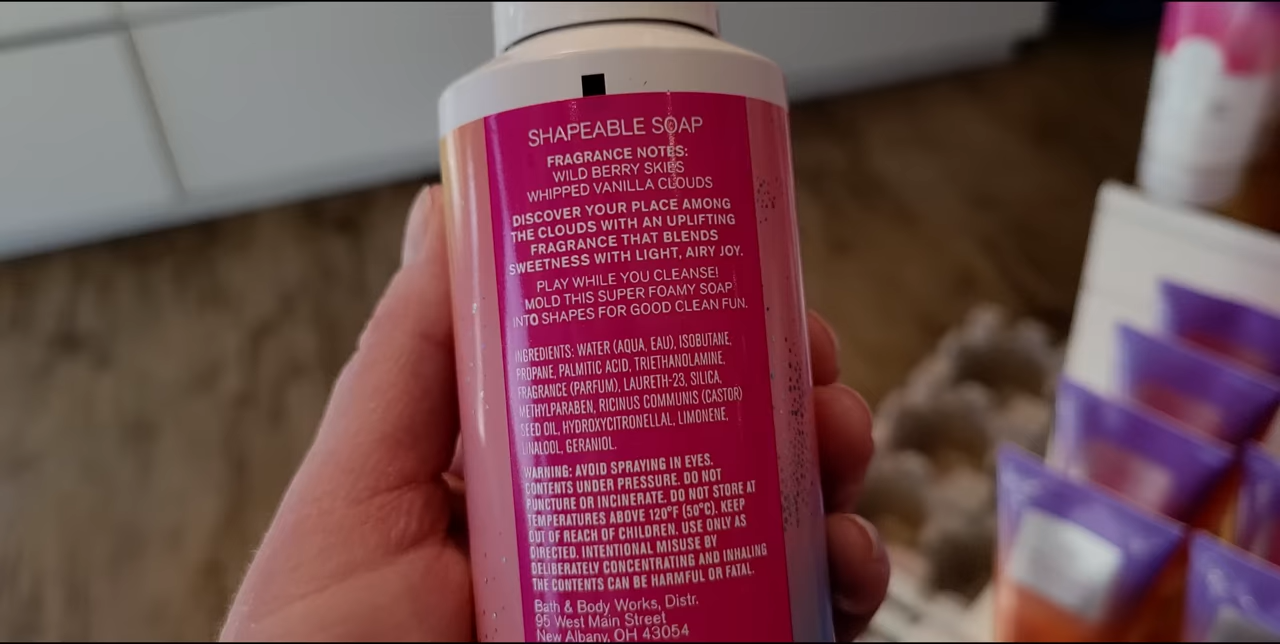 SHAPEABLE SOAP
FRAGRANCE NOTES:
WILD BERRY SKIES
WHIPPED VANILLA CLOUDS
DISCOVER YOUR PLACE AMONG
THE CLOUDS WITH AN UPLIFTING
FRAGRANCE THAT BLENDS
SWEETNESS WITH LIGHT, AIRY JOY.
PLAY WHILE YOU CLEANSE!
MOLD THIS SUPER FOAMY SOAP
INTO SHAPES FOR GOOD CLEAN FUN.
INGREDIENTS: WATER (AQUA, EAU), ISOBUTANE,
PROPANE, PALMITIC ACID, TRIETHANOLAMINE,
FRAGRANCE (PARFUM), LAURETH-23, SILICA,
METHYLPARABEN, RICINUS COMMUNIS (CASTOR)
SEED OIL, HYDROXYCITRONELLAL, LIMONENE,
LINALOOL, GERANIOL.
WARNING: AVOID SPRAYING IN EYES.
CONTENTS UNDER PRESSURE. DO NOT
PUNCTURE OR INCINERATE. DO NOT STORE AT
TEMPERATURES ABOVE 120°F (50°C). KEEP
OUT OF REACH OF CHILDREN. USE ONLY AS
DIRECTED. INTENTIONAL MISUSE BY
DELIBERATELY CONCENTRATING AND INHALING
THE CONTENTS CAN BE HARMFUL OR FATAL.
Bath & Body Works, Distr.
95 West Main Street
New Albany, OH 43054